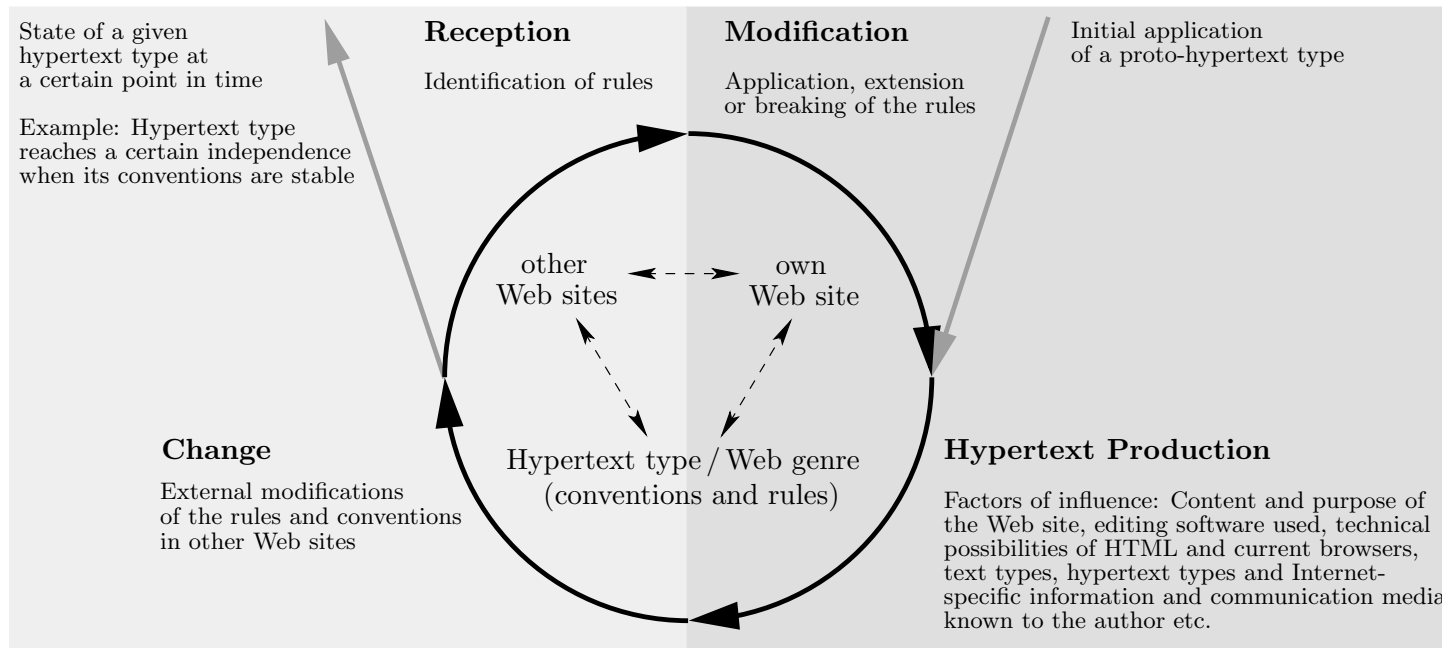 State of a given
hypertext type at
a certain point in time
Example: Hypertext type
reaches a certain independence
when its conventions are stable
Reception
Identification of rules
Modification
Application, extension
or breaking of the rules
Initial application
of a proto-hypertext type
other
Web sites
own
Web site
Hypertext type / Web genre
(conventions and rules)
Change
External modifications
of the rules and conventions
in other Web sites
Hypertext Production
Factors of influence: Content and purpose of
the Web site, editing software used, technical
possibilities of HTML and current browsers,
text types, hypertext types and Internet-
specific information and communication media
known to the author etc.